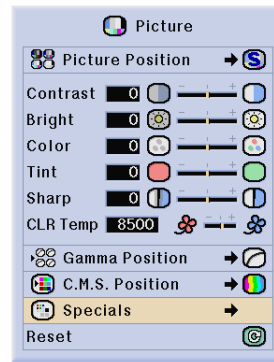 Picture
Picture Position S
Contrast 0 - +
Bright 0 - +
Color 0 - +
Tint 0 - +
Sharp 0 - +
CLR Temp 8500 - +
Gamma Position
C.M.S. Position
Specials
Reset